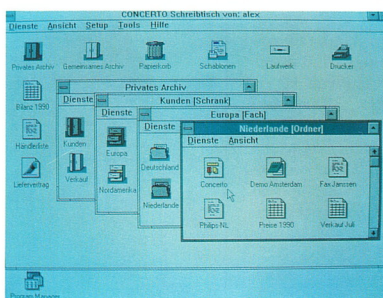 CONCERTO Schreibtisch von: alex
Dienste Ansicht Setup Tools Hilfe
Privates Archiv Gemeinsames Archiv Papierkorb Schablonen Laufwerk Drucker
Bilanz 1990
Händlerliste
Liefervertrag
Privates Archiv
Dienste
Kunden
Verkauf
Kunden [Schrank]
Dienste
Europa
Nordamerika
Europa [Fach]
Dienste
Deutschland
Niederlande
Niederlande [Ordner]
Dienste Ansicht
Concerto Demo Amsterdam Fax Janssen
Philips NL Preise 1990 Verkauf Juli
Program Manager